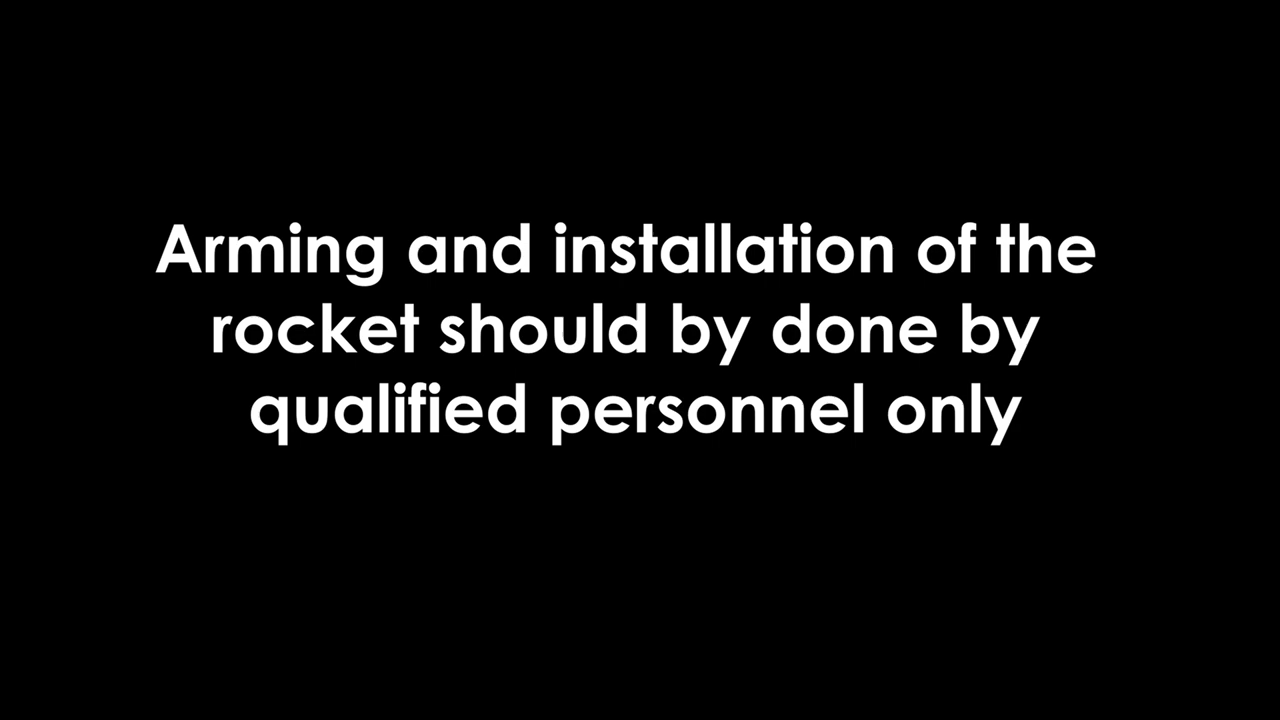 Arming and installation of the
rocket should by done by
qualified personnel only